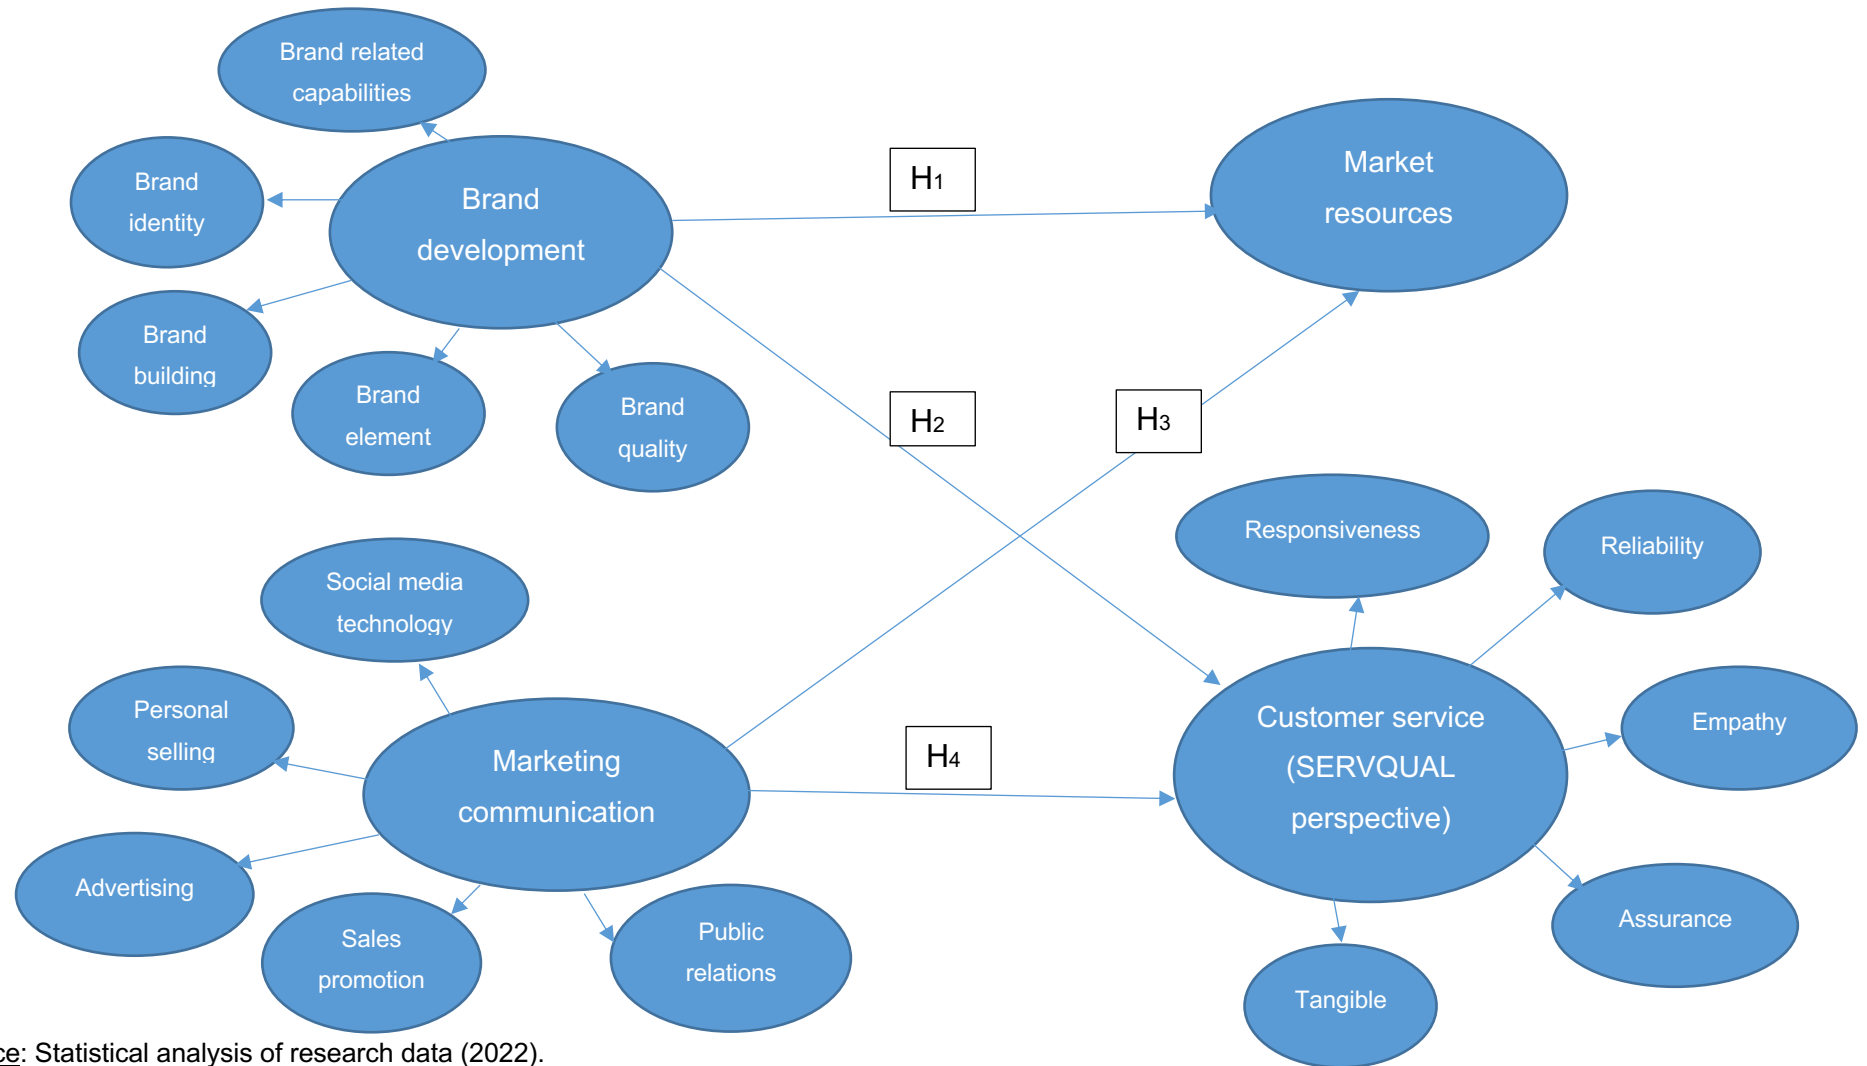 Brand related
capabilities
Brand
identity
Brand
development
H1
Market
resources
Brand
building
Brand
element
Brand
quality
H2
H3
Responsiveness
Reliability
Social media
technology
Personal
selling
Marketing
communication
H4
Customer service
(SERVQUAL
perspective)
Empathy
Advertising
Sales
promotion
Public
relations
Assurance
Tangible
ce: Statistical analysis of research data (2022).